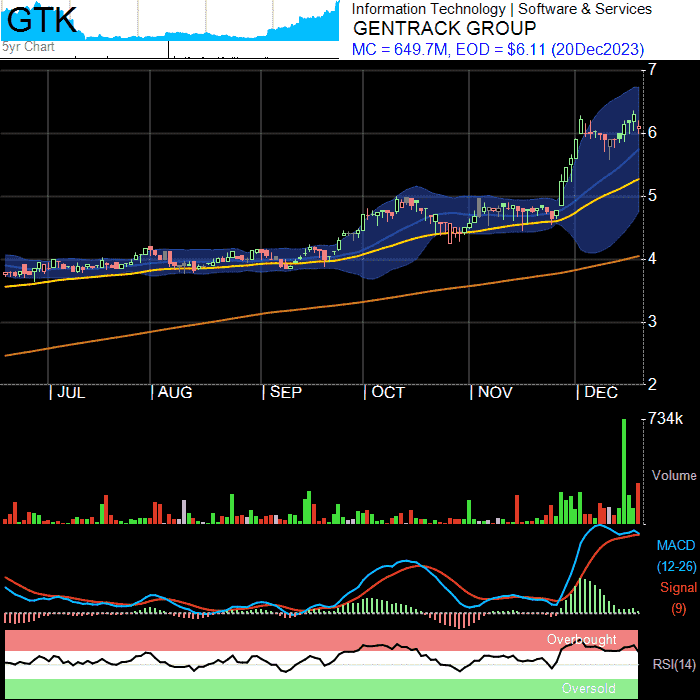 GTK
5yr Chart
Information Technology | Software & Services
GENTRACK GROUP
MC = 649.7M, EOD = $6.11 (20Dec2023)
7
6
5
4
3
2
| JUL | AUG | SEP | OCT | NOV | DEC
734k
Volume
MACD
(12-26)
Signal
(9)
Overbought
RSI(14)
Oversold